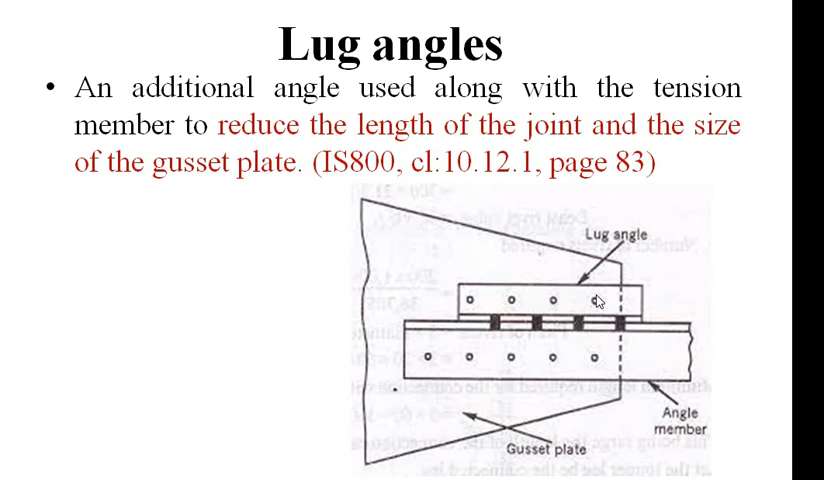 Lug angles
• An additional angle used along with the tension
member to reduce the length of the joint and the size
of the gusset plate. (IS800, cl:10.12.1, page 83)
Lug angle
Angle
member
Gusset plate